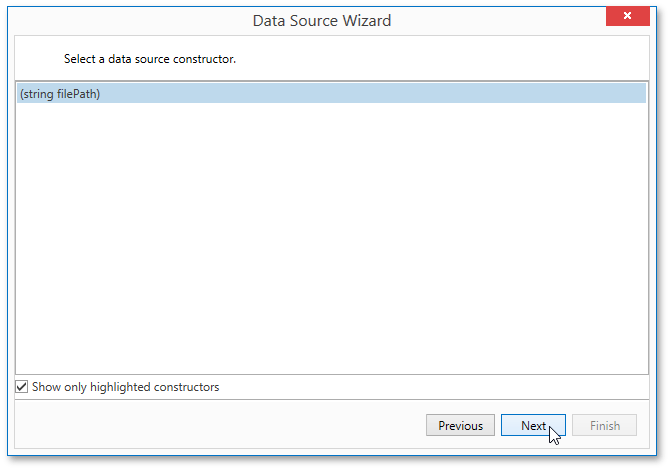 Data Source Wizard
Select a data source constructor.
(string filePath)
Show only highlighted constructors
Previous Next Finish